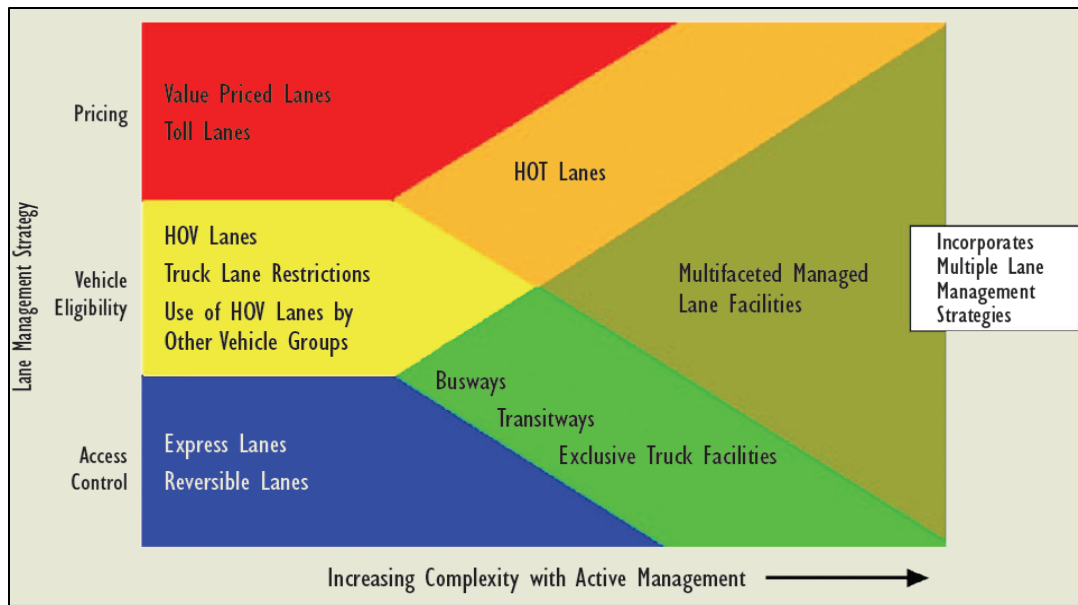 Lane Management Strategy
Pricing
Value Priced Lanes
Toll Lanes
HOT Lanes
Vehicle
Eligibility
HOV Lanes
Truck Lane Restrictions
Use of HOV Lanes by
Other Vehicle Groups
Multifaceted Managed
Lane Facilities
Incorporates
Multiple Lane
Management
Strategies
Access
Control
Express Lanes
Reversible Lanes
Busways
Transitways
Exclusive Truck Facilities
Increasing Complexity with Active Management